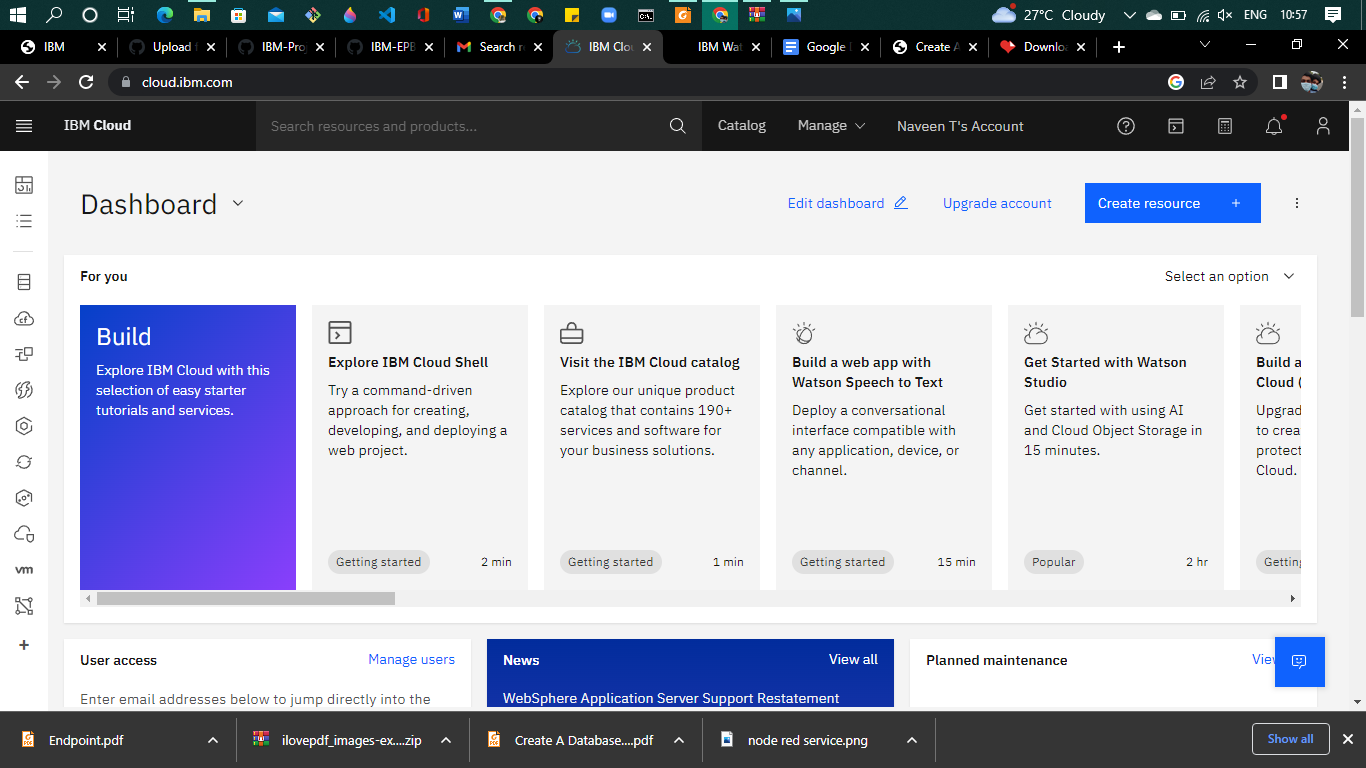 27°C Cloudy
ENG
10:57
IBM
Upload
IBM-Pro
IBM-EPB
Search re
IBM Clou
IBM Wat
Google
Create A
Downlo
cloud.ibm.com
IBM Cloud
Search resources and products...
Catalog
Manage
Naveen T's Account
Dashboard
Edit dashboard
Upgrade account
Create resource +
For you
Select an option
Build
Explore IBM Cloud with this
selection of easy starter
tutorials and services.
Explore IBM Cloud Shell
Try a command-driven
approach for creating,
developing, and deploying a
web project.
Getting started
2 min
Visit the IBM Cloud catalog
Explore our unique product
catalog that contains 190+
services and software for
your business solutions.
Getting started
1 min
Build a web app with
Watson Speech to Text
Deploy a conversational
interface compatible with
any application, device, or
channel.
Getting started
15 min
Get Started with Watson
Studio
Get started with using AI
and Cloud Object Storage in
15 minutes.
Popular
2 hr
Build a
Cloud (
Upgrad
to crea
protect
Cloud.
Getting
vm
User access
Manage users
Enter email addresses below to jump directly into the
News
View all
WebSphere Application Server Support Restatement
Planned maintenance
View
Endpoint.pdf
ilovepdf_images-ex....zip
Create A Database....pdf
node red service.png
Show all